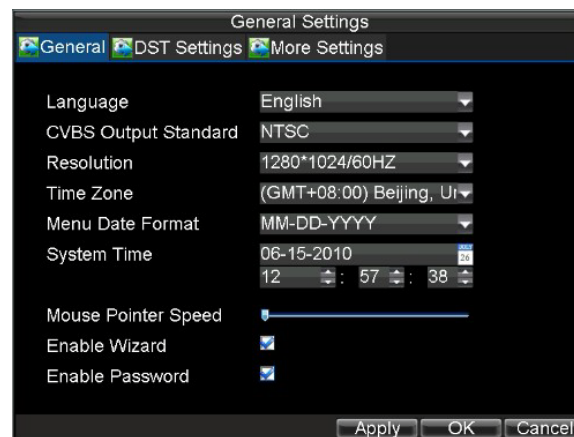 General Settings
General DST Settings More Settings
Language English
CVBS Output Standard NTSC
Resolution 1280*1024/60HZ
Time Zone (GMT+08:00) Beijing,
Menu Date Format MM-DD-YYYY
System Time 06-15-2010
JULY
26
12 : 57 : 38
Mouse Pointer Speed
Enable Wizard
Enable Password
Apply OK Cancel